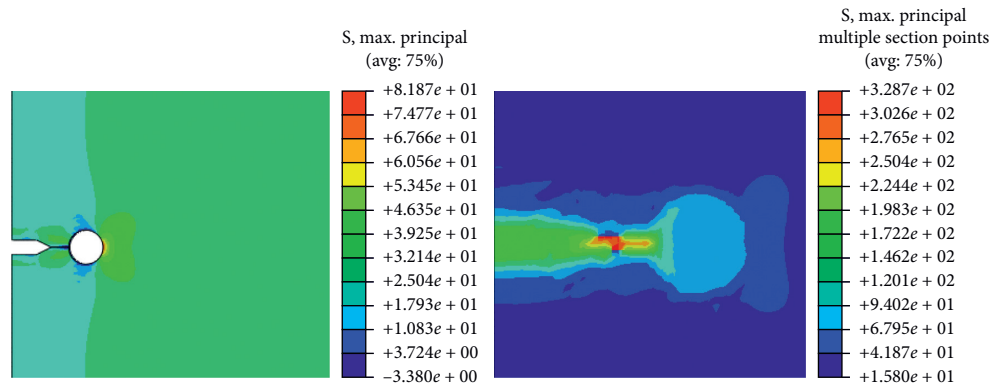 S, max. principal
(avg: 75%)
+8.187e + 01
+7.477e + 01
+6.766e + 01
+6.056e + 01
+5.345e + 01
+4.635e + 01
+3.925e + 01
+3.214e + 01
+2.504e + 01
+1.793e + 01
+1.083e + 01
+3.724e + 00
–3.380e + 00
S, max. principal
multiple section points
(avg: 75%)
+3.287e + 02
+3.026e + 02
+2.765e + 02
+2.504e + 02
+2.244e + 02
+1.983e + 02
+1.722e + 02
+1.462e + 02
+1.201e + 02
+9.402e + 01
+6.795e + 01
+4.187e + 01
+1.580e + 01